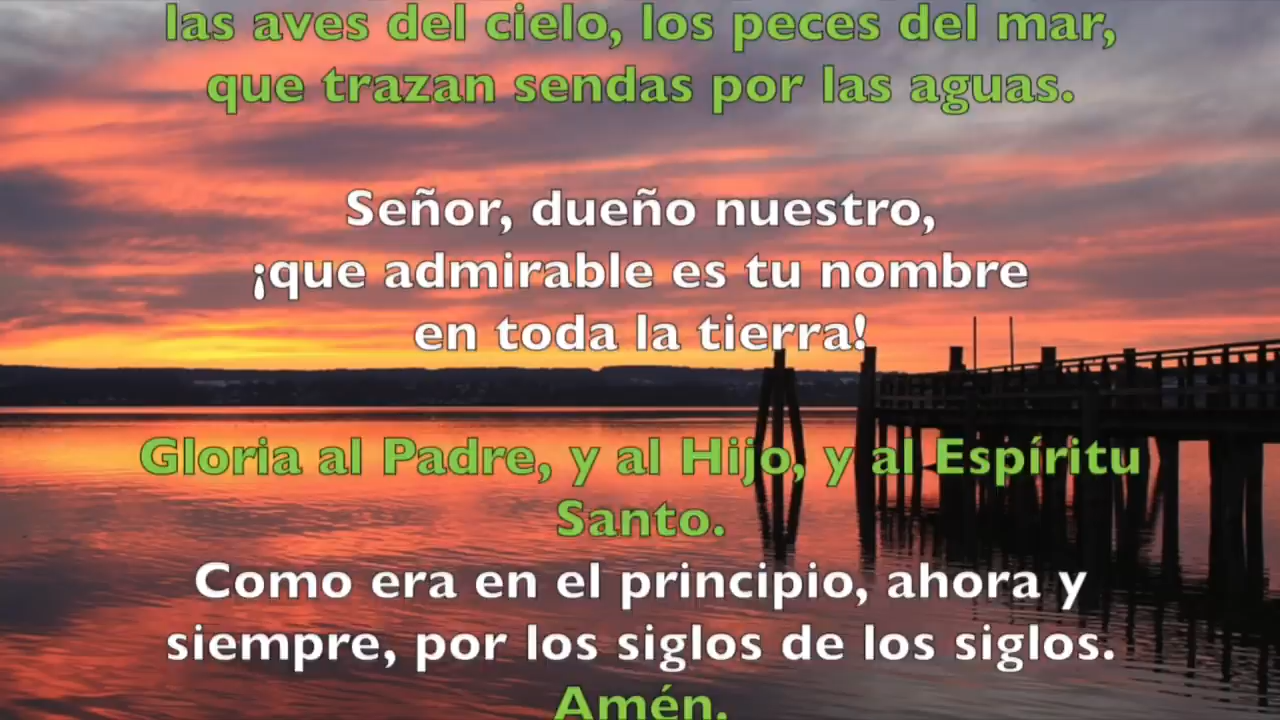 las aves del cielo, los peces del mar,
que trazan sendas por las aguas.
Señor, dueño nuestro,
¡que admirable es tu nombre
en toda la tierra!
Gloria al Padre, y al Hijo, y al Espíritu
Santo.
Como era en el principio, ahora y
siempre, por los siglos de los siglos.
Amén.